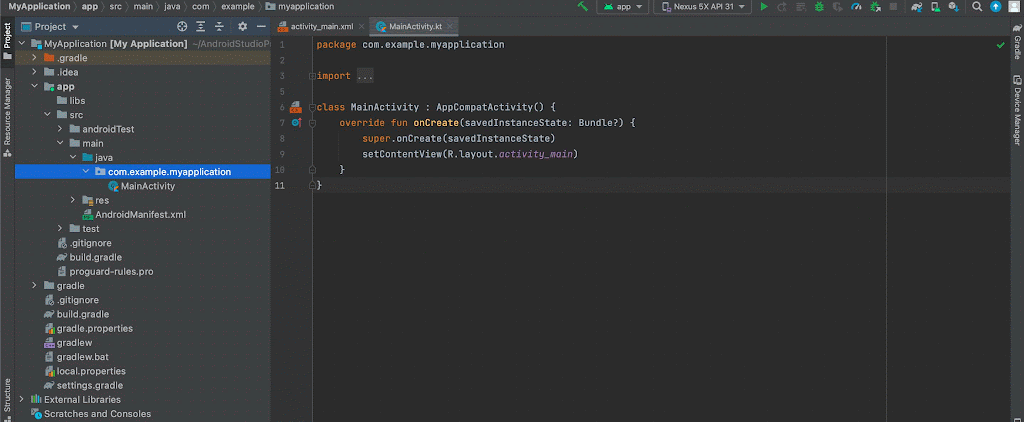 MyApplication app src main java com example myapplication
app Nexus 5X API 31
Project
activity_main.xml MainActivity.kt
Project
Resource Manager
Structure
MyApplication [My Application] ~/AndroidStudioP
.gradle
.idea
app
libs
src
androidTest
main
java
com.example.myapplication
MainActivity
res
AndroidManifest.xml
test
.gitignore
build.gradle
proguard-rules.pro
gradle
.gitignore
build.gradle
gradle.properties
gradlew
gradlew.bat
local.properties
settings.gradle
External Libraries
Scratches and Consoles
1 package com.example.myapplication
2
3 import ...
5
6 class MainActivity : AppCompatActivity() {
7 override fun onCreate(savedInstanceState: Bundle?) {
8 super.onCreate(savedInstanceState)
9 setContentView(R.layout.activity_main)
10 }
11 }
Gradle
Device Manager